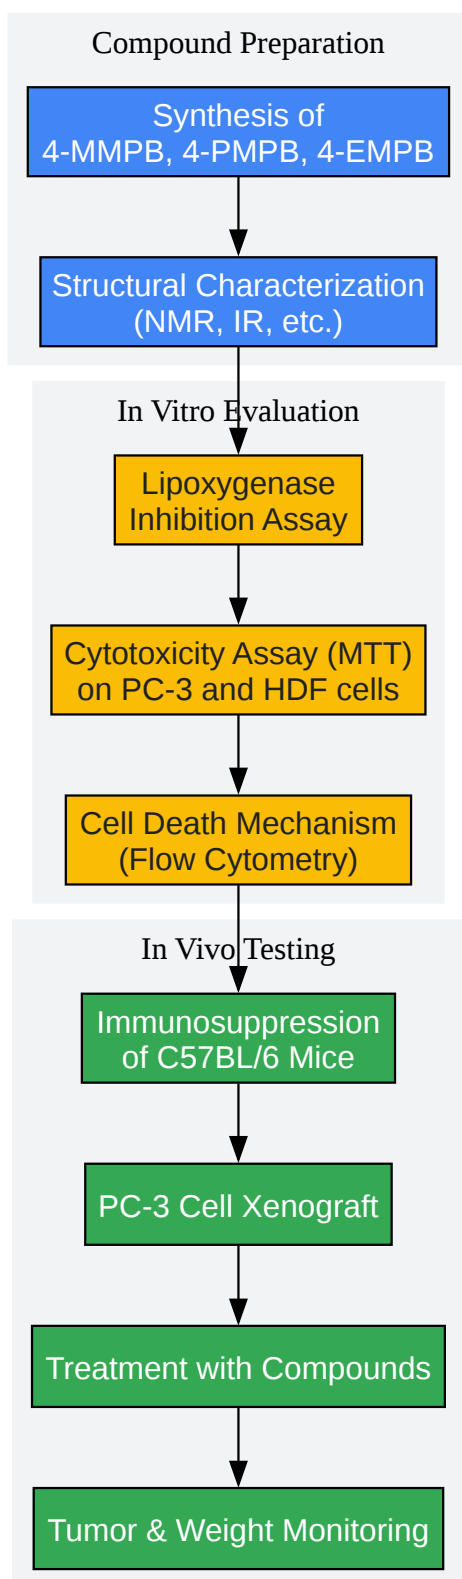 Compound Preparation
Synthesis of
4-MMPB, 4-PMPB, 4-EMPB
Structural Characterization
(NMR, IR, etc.)
In Vitro Evaluation
Lipoxygenase
Inhibition Assay
Cytotoxicity Assay (MTT)
on PC-3 and HDF cells
Cell Death Mechanism
(Flow Cytometry)
In Vivo Testing
Immunosuppression
of C57BL/6 Mice
PC-3 Cell Xenograft
Treatment with Compounds
Tumor & Weight Monitoring